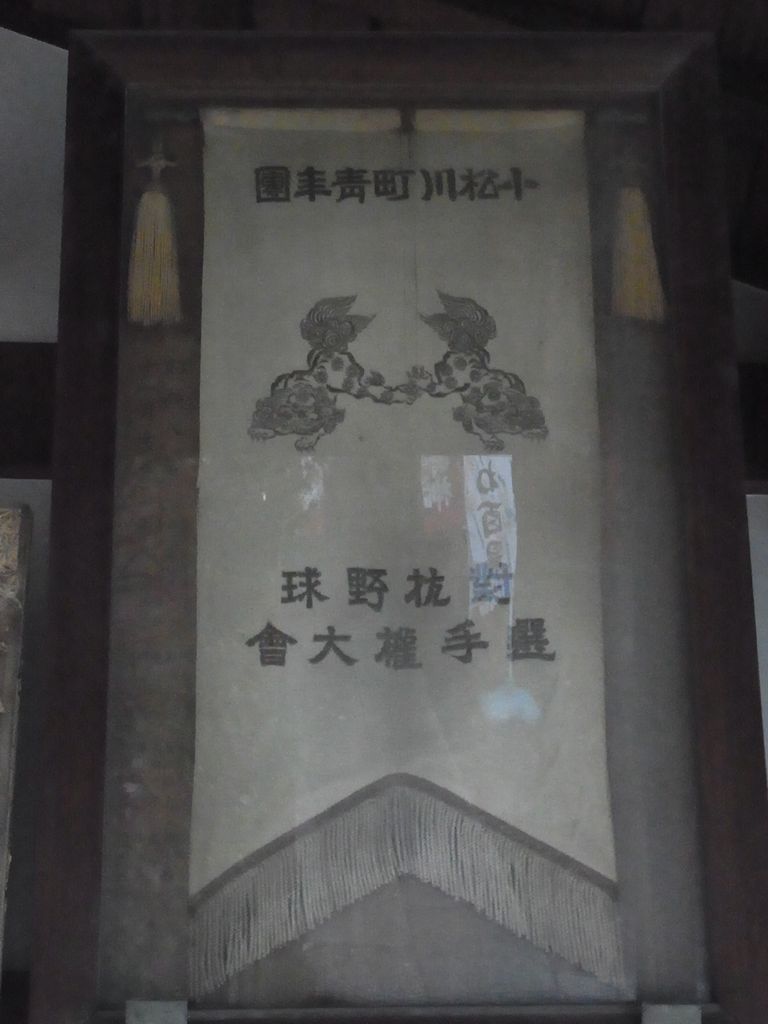 小松川町青年團
對抗野球
選手權大會